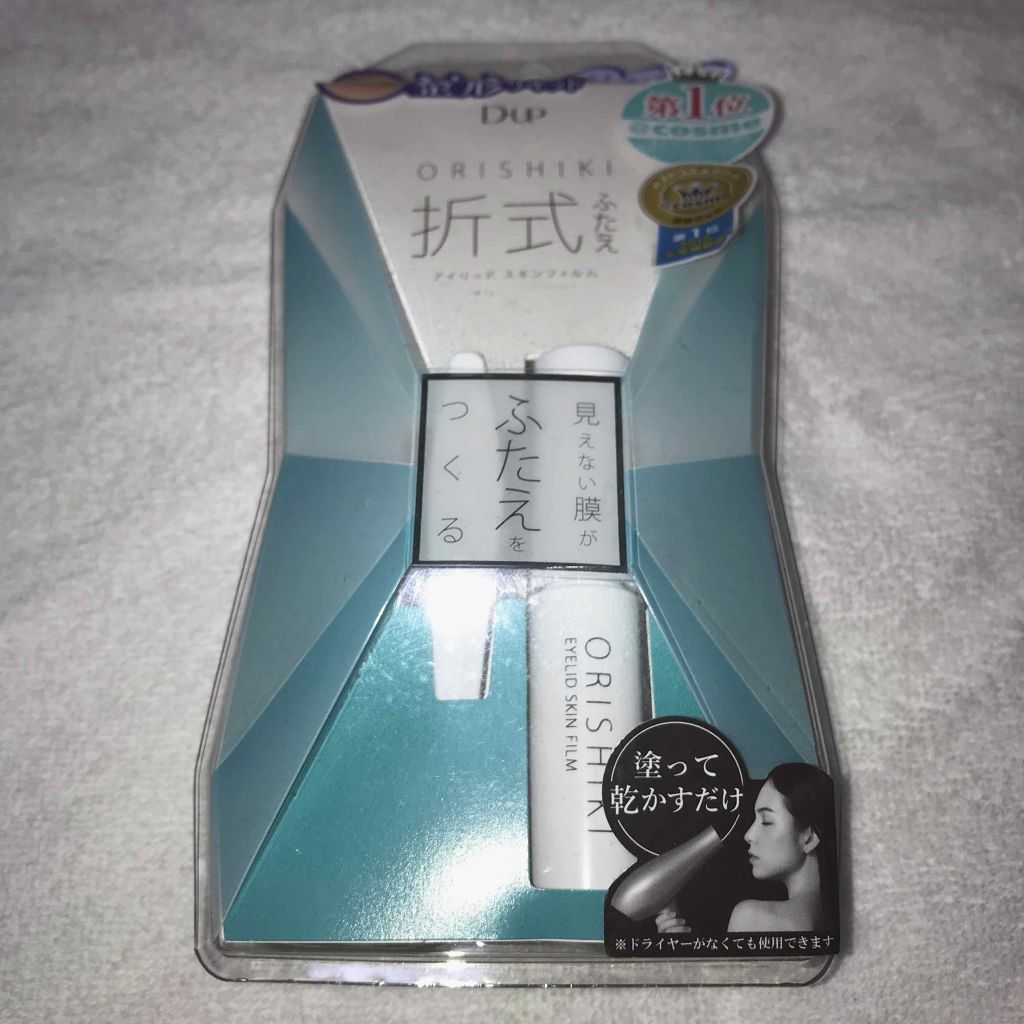 第1位
@cosme
D-UP
ORISHIKI
折式
ふたえ
アイリッド スキンフィルム
第1位
見えない膜が
ふたえを
つくる
ORISHIKI
EYELID SKIN FILM
塗って
乾かすだけ
※ドライヤーがなくても使用できます